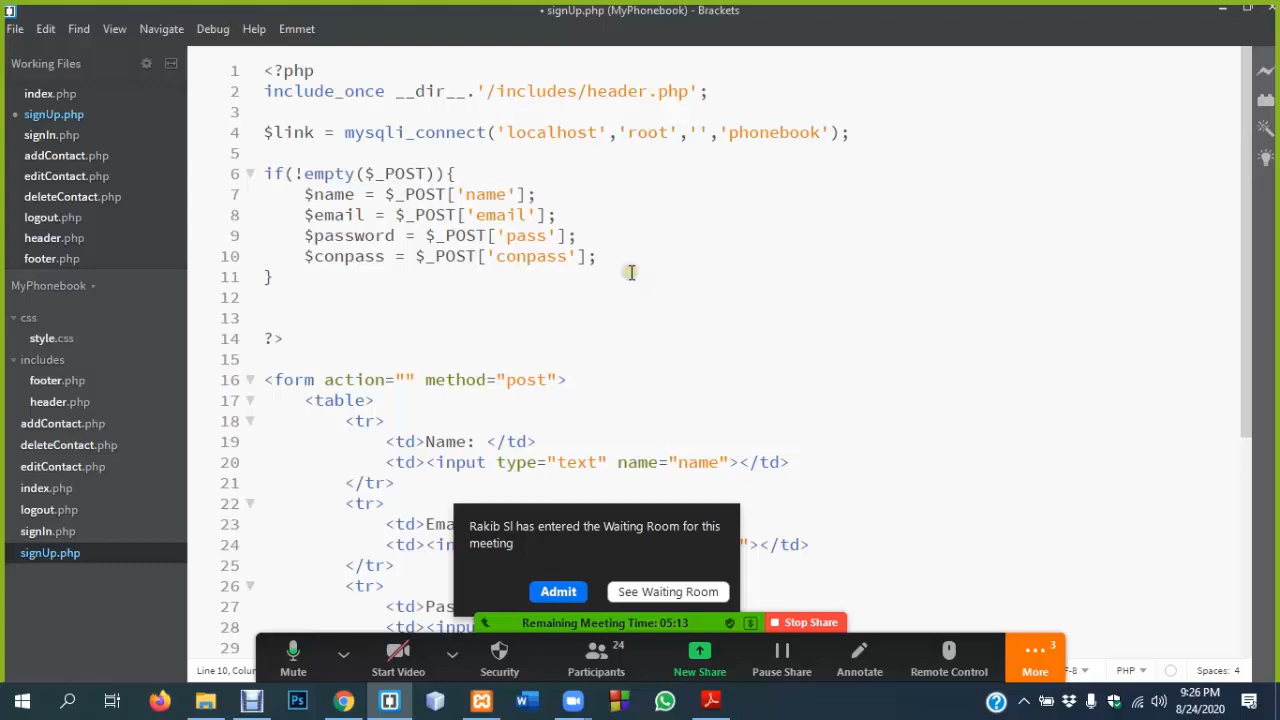 • signUp.php (MyPhonebook) - Brackets
File Edit Find View Navigate Debug Help Emmet
Working Files
index.php
• signUp.php
signIn.php
addContact.php
editContact.php
deleteContact.php
logout.php
header.php
footer.php
MyPhonebook
css
style.css
includes
footer.php
header.php
addContact.php
deleteContact.php
editContact.php
index.php
logout.php
signIn.php
signUp.php
1 <?php
2 include_once __dir__.'/includes/header.php';
3
4 $link = mysqli_connect('localhost','root','','phonebook');
5
6 if(!empty($_POST)){
7 $name = $_POST['name'];
8 $email = $_POST['email'];
9 $password = $_POST['pass'];
10 $conpass = $_POST['conpass'];
11 }
12
13
14 ?>
15
16 <form action="" method="post">
17 <table>
18 <tr>
19 <td>Name: </td>
20 <td><input type="text" name="name"></td>
21 </tr>
22 <tr>
23 <td>Ema
24 <td><in "></td>
25 </tr>
26 <tr>
27 <td>Pas
28 <td><inpu
29
Rakib Sl has entered the Waiting Room for this
meeting
Admit See Waiting Room
Remaining Meeting Time: 05:13 $ Stop Share
Mute Start Video Security Participants 24 New Share Pause Share Annotate Remote Control More 3
Line 10, Colu F-8 PHP Spaces: 4
9:26 PM
8/24/2020